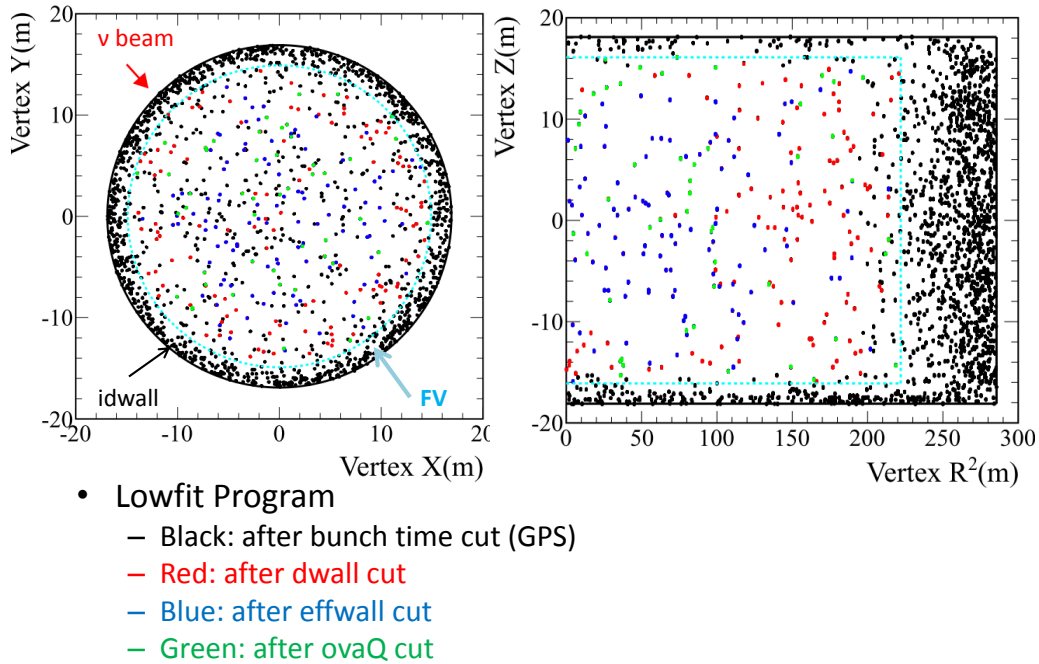 ν beam
Vertex Y(m)
20
10
0
-10
-20
-20
-10
0
10
20
Vertex X(m)
idwall
FV
Vertex Z(m)
20
10
0
-10
-20
0
50
100
150
200
250
300
Vertex R²(m)
• Lowfit Program
– Black: after bunch time cut (GPS)
– Red: after dwall cut
– Blue: after effwall cut
– Green: after ovaQ cut